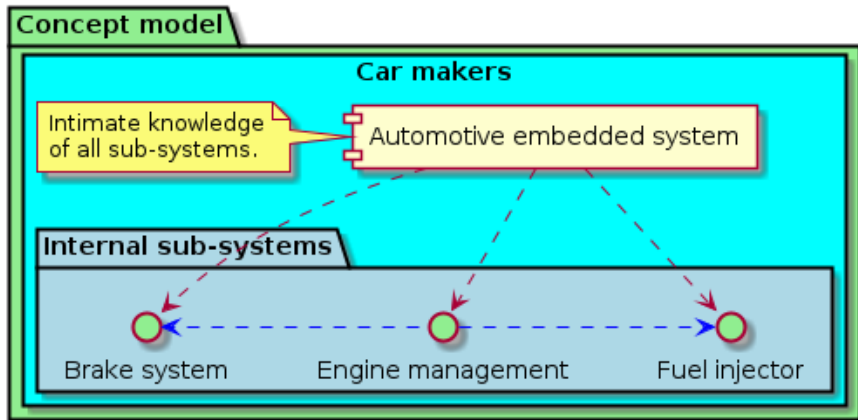 Concept model
Car makers
Intimate knowledge
of all sub-systems.
Automotive embedded system
Internal sub-systems
Brake system
Engine management
Fuel injector